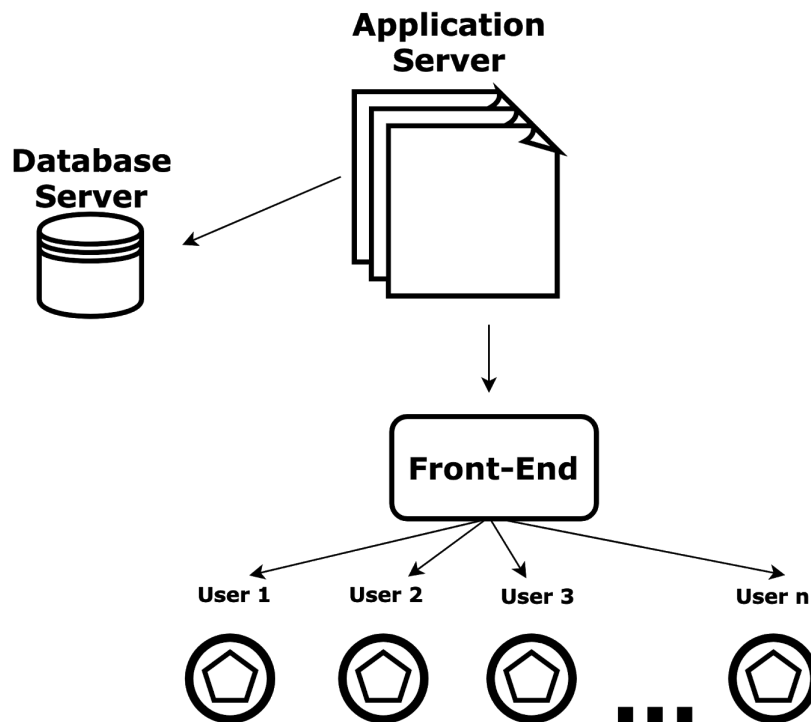 Application
Server
Database
Server
Front-End
User 1
User 2
User 3
User n